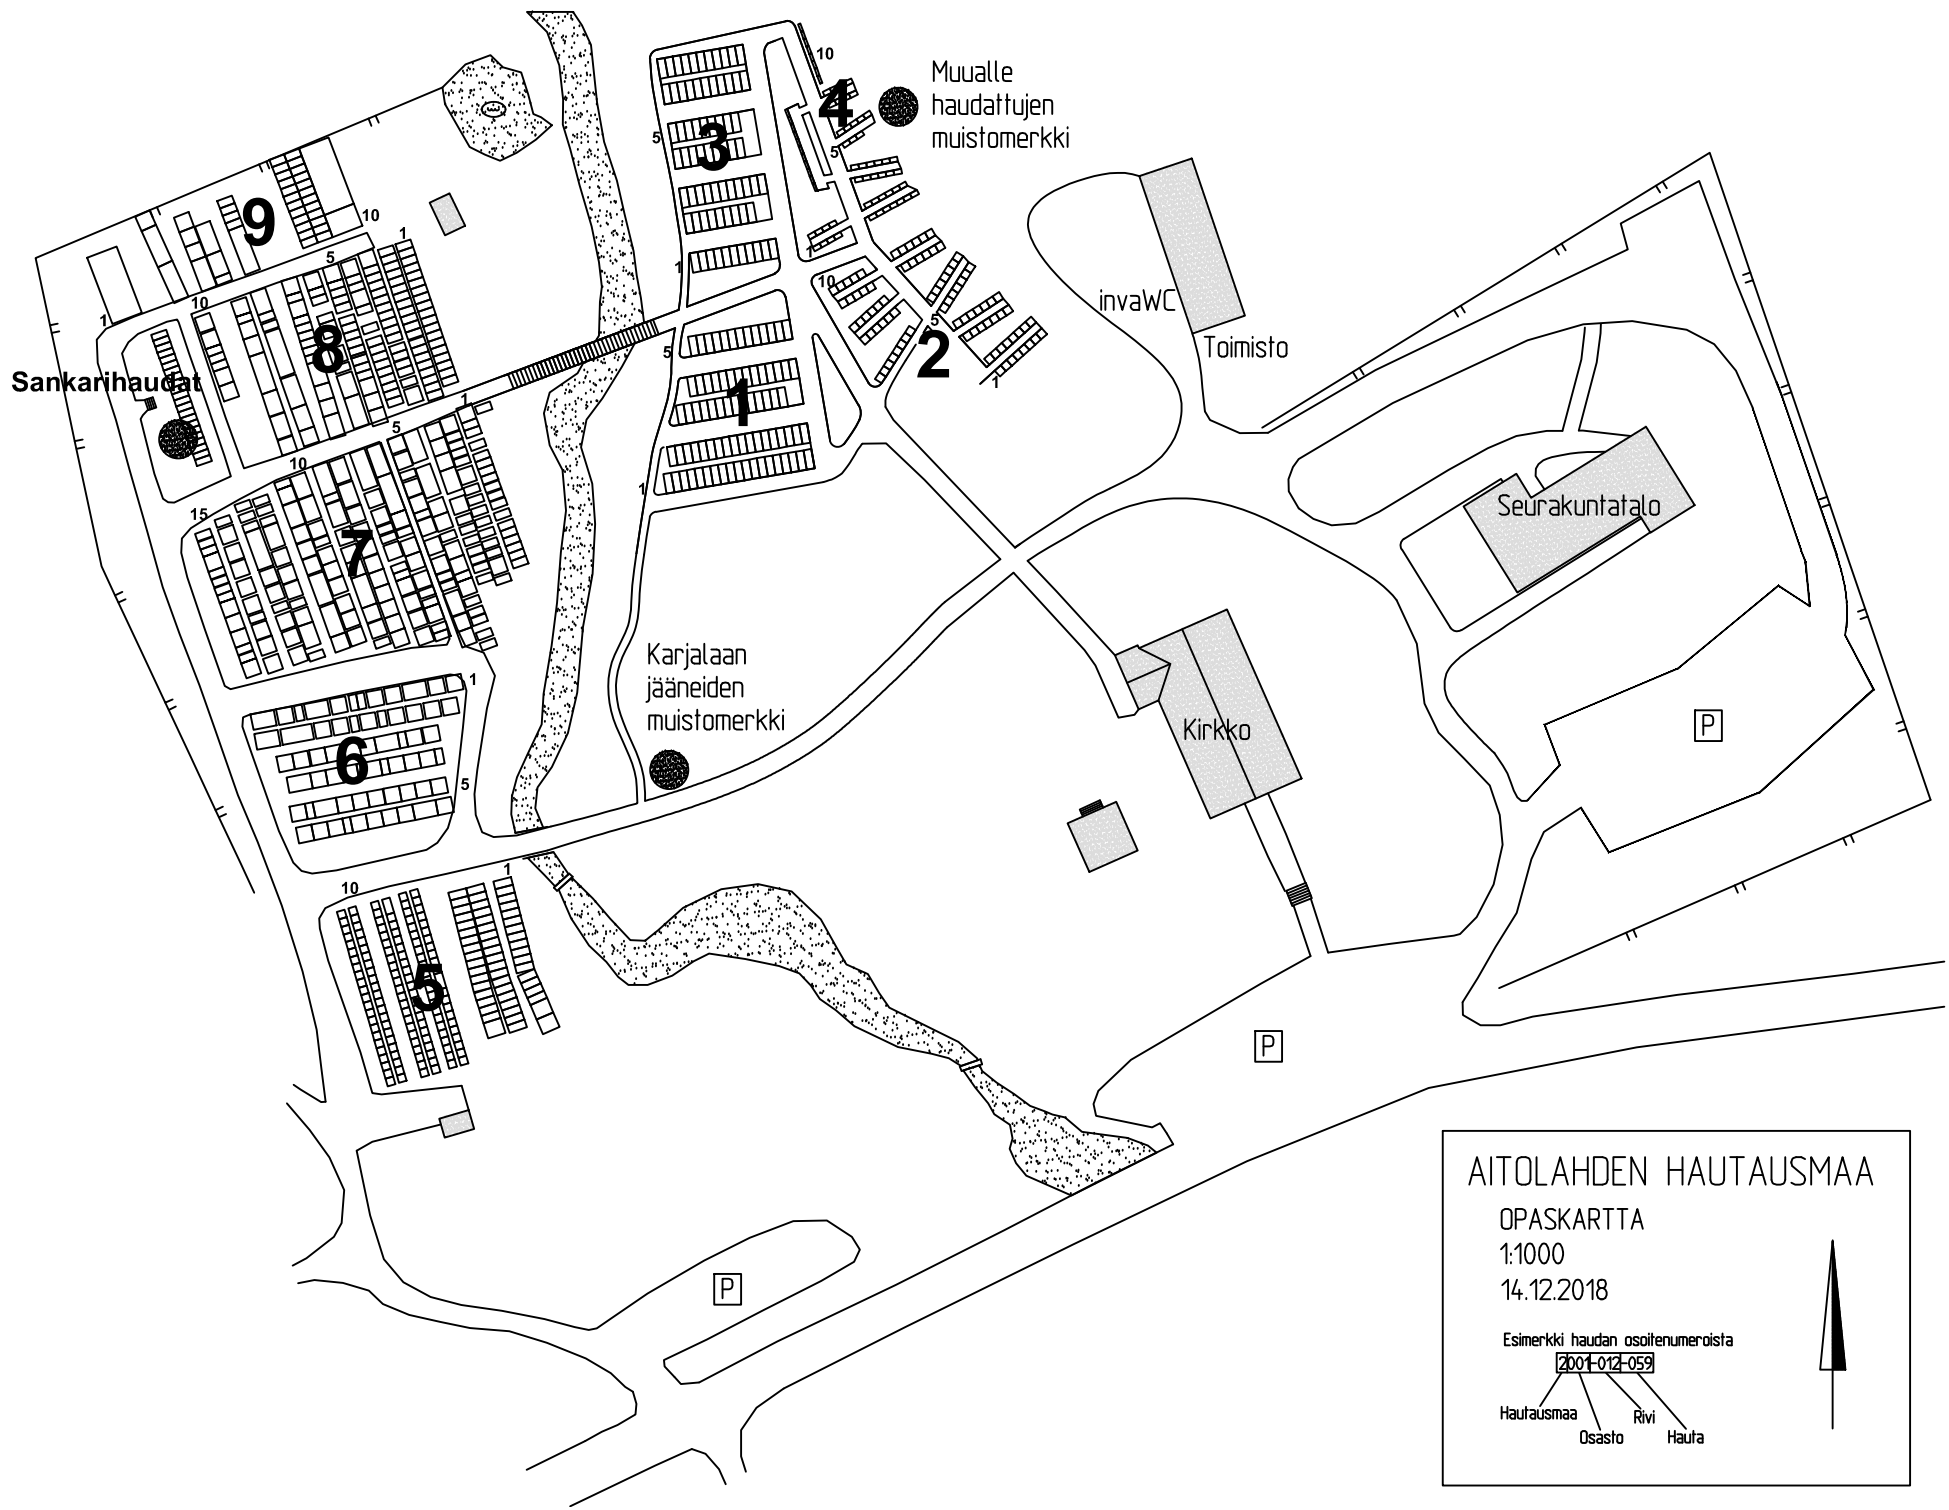 10
4
Muualle
haudattujen
muistomerkki
5
3
5
1
1
9
10
1
5
10
1
8
Sankarihaudat
10
5
2
1
invaWC
Toimisto
5
1
1
1
5
10
15
7
Seurakuntatalo
Karjalaan
jääneiden
muistomerkki
1
6
5
Kirkko
P
10
1
5
P
P
AITOLAHDEN HAUTAUSMAA
OPASKARTTA
1:1000
14.12.2018
Esimerkki haudan osoitenumeroista
2001-012-059
Hautausmaa
Rivi
Osasto
Hauta